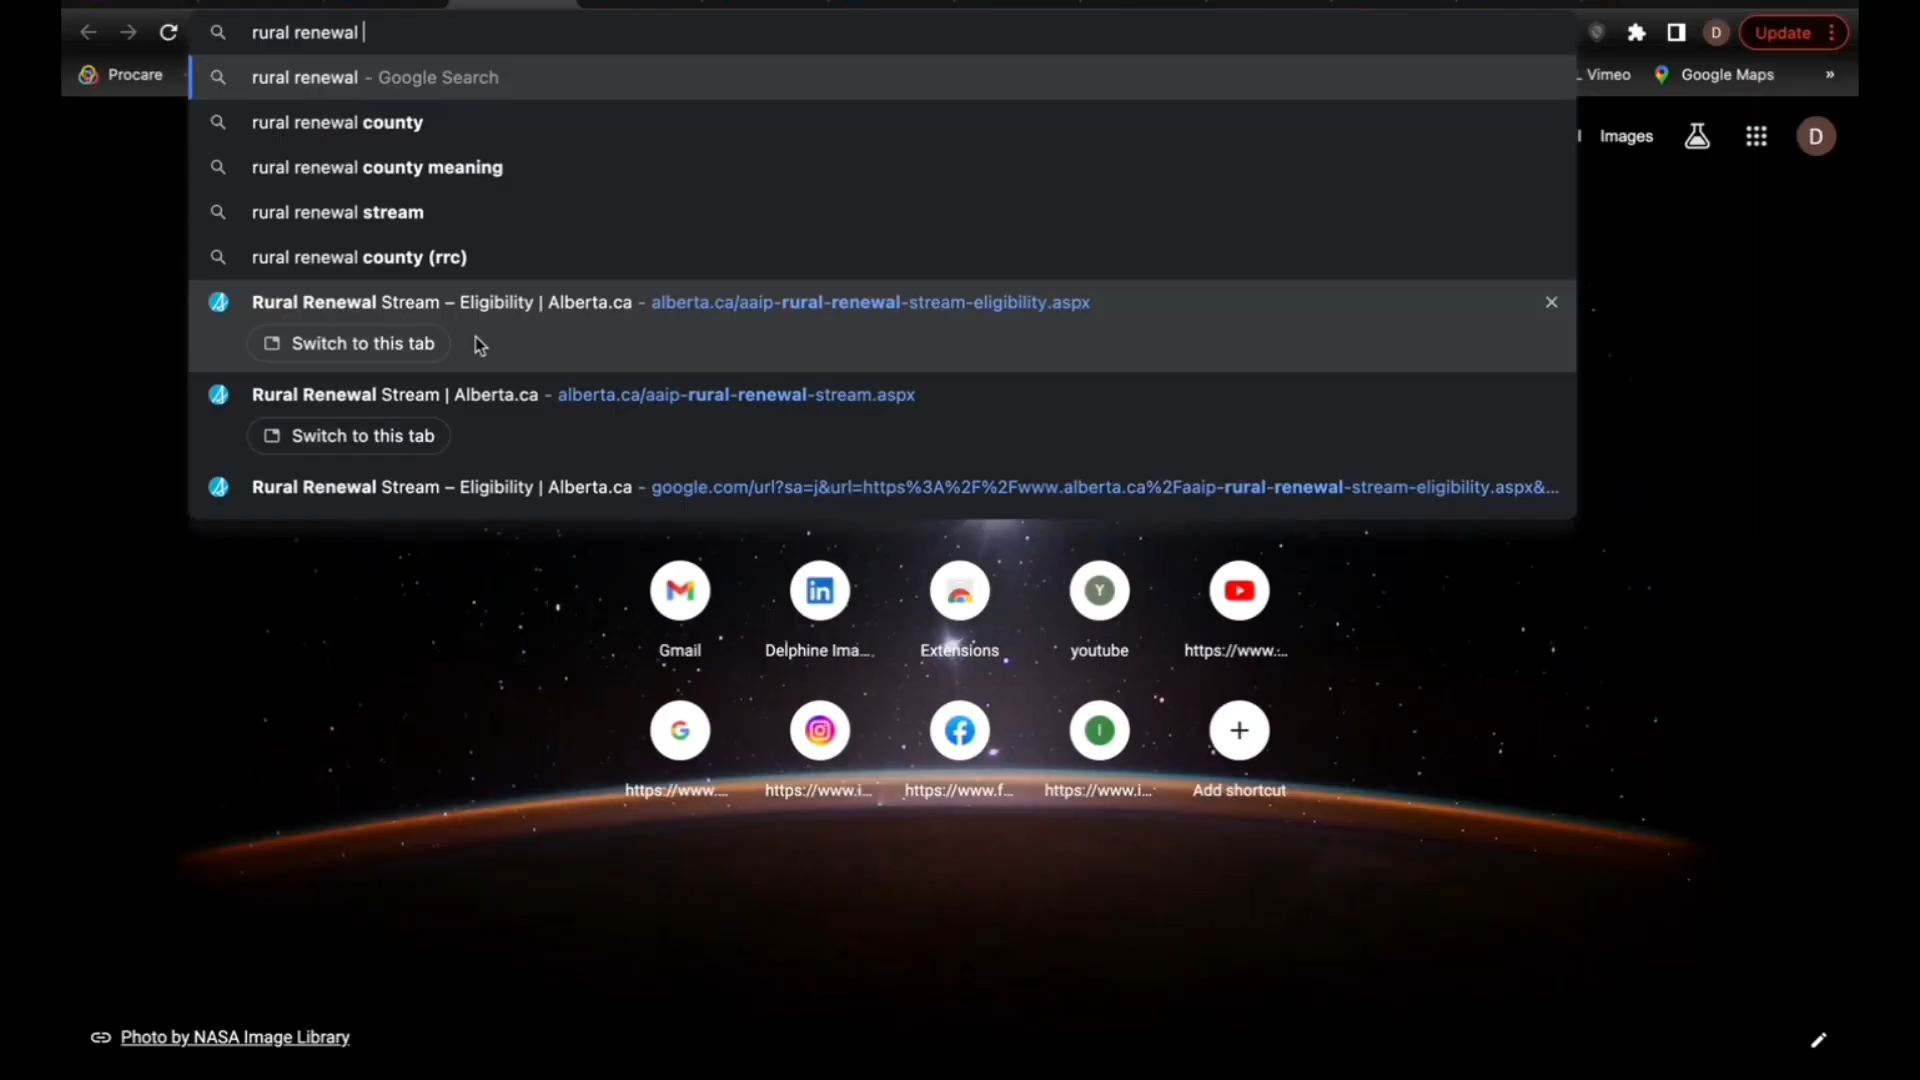 rural renewal
Update
D
Procare
rural renewal - Google Search
Vimeo
Google Maps
»
rural renewal county
Images
D
rural renewal county meaning
rural renewal stream
rural renewal county (rrc)
Rural Renewal Stream – Eligibility | Alberta.ca - alberta.ca/aaip-rural-renewal-stream-eligibility.aspx
Switch to this tab
Rural Renewal Stream | Alberta.ca - alberta.ca/aaip-rural-renewal-stream.aspx
Switch to this tab
Rural Renewal Stream – Eligibility | Alberta.ca - google.com/url?sa=j&url=https%3A%2F%2Fwww.alberta.ca%2Faaip-rural-renewal-stream-eligibility.aspx&...
Y
Gmail
Delphine Ima...
Extensions
youtube
https://www....
G
I
https://www....
https://www.i...
https://www.f...
https://www.i...
Add shortcut
Photo by NASA Image Library